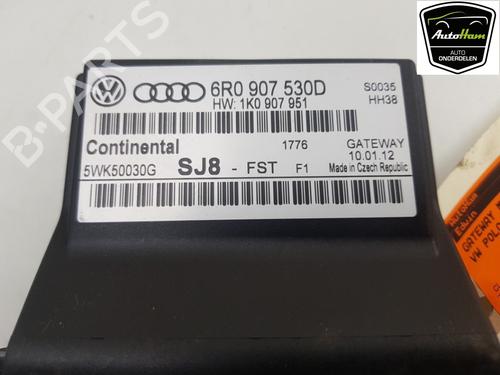 AutoHam
AUTO
ONDERDELEN
B-PARTS
6R0 907 530D
S0035
HW: 1K0 907 951
HH38
Continental
1776
GATEWAY
10.01.12
5WK50030G
SJ8 - FST F1
Made in Czech Republic
Edwin
GATEWAY
VW POLO